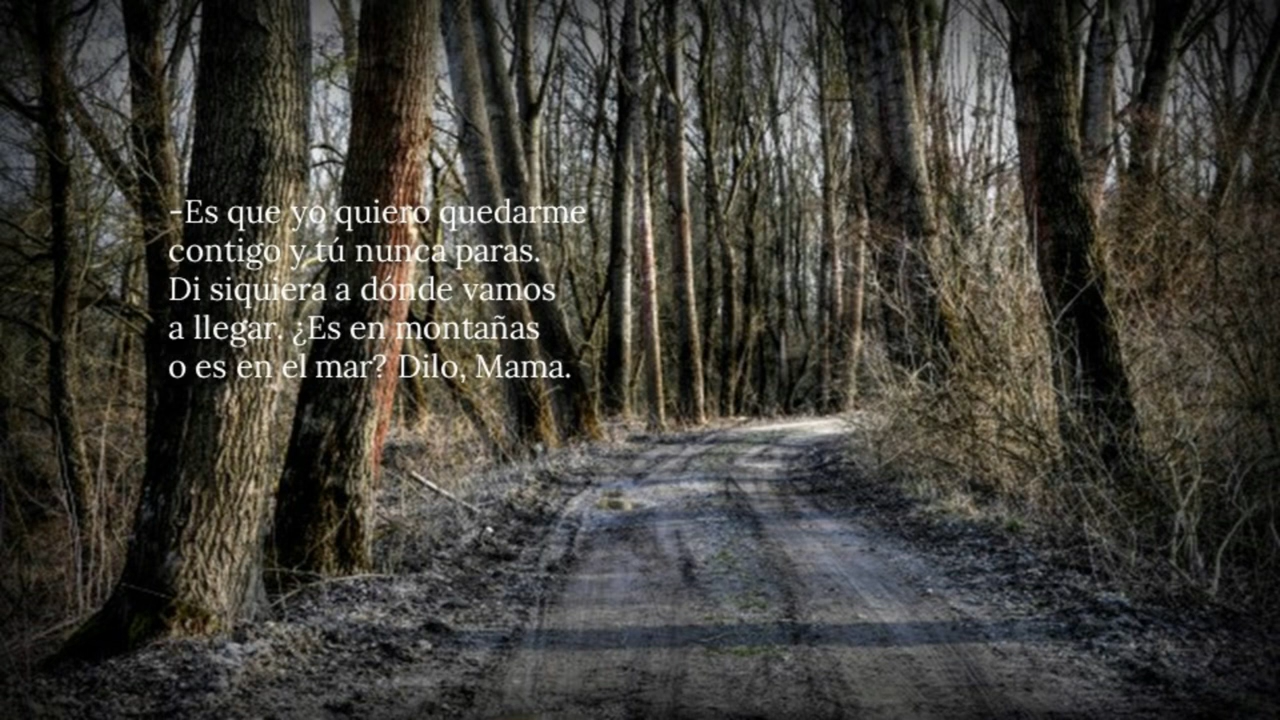 -Es que yo quiero quedarme
contigo y tú nunca paras.
Di siquiera a dónde vamos
a llegar. ¿Es en montañas
o es en el mar? Dilo, Mama.